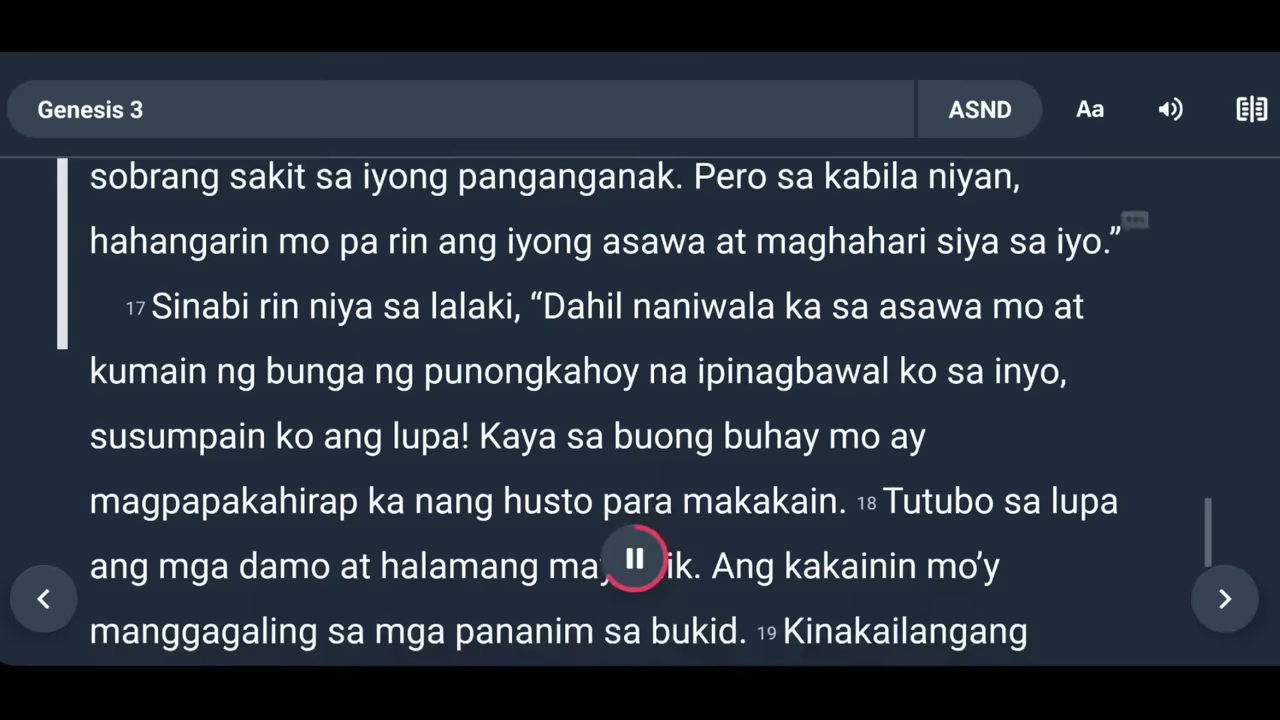 Genesis 3
ASND
Aa
sobrang sakit sa iyong panganganak. Pero sa kabila niyan,
hahangarin mo pa rin ang iyong asawa at maghahari siya sa iyo.”
17 Sinabi rin niya sa lalaki, “Dahil naniwala ka sa asawa mo at
kumain ng bunga ng punongkahoy na ipinagbawal ko sa inyo,
susumpain ko ang lupa! Kaya sa buong buhay mo ay
magpapakahirap ka nang husto para makakain. 18 Tutubo sa lupa
ang mga damo at halamang Ang kakainin mo’y
manggagaling sa mga pananim sa bukid. 19 Kinakailangang